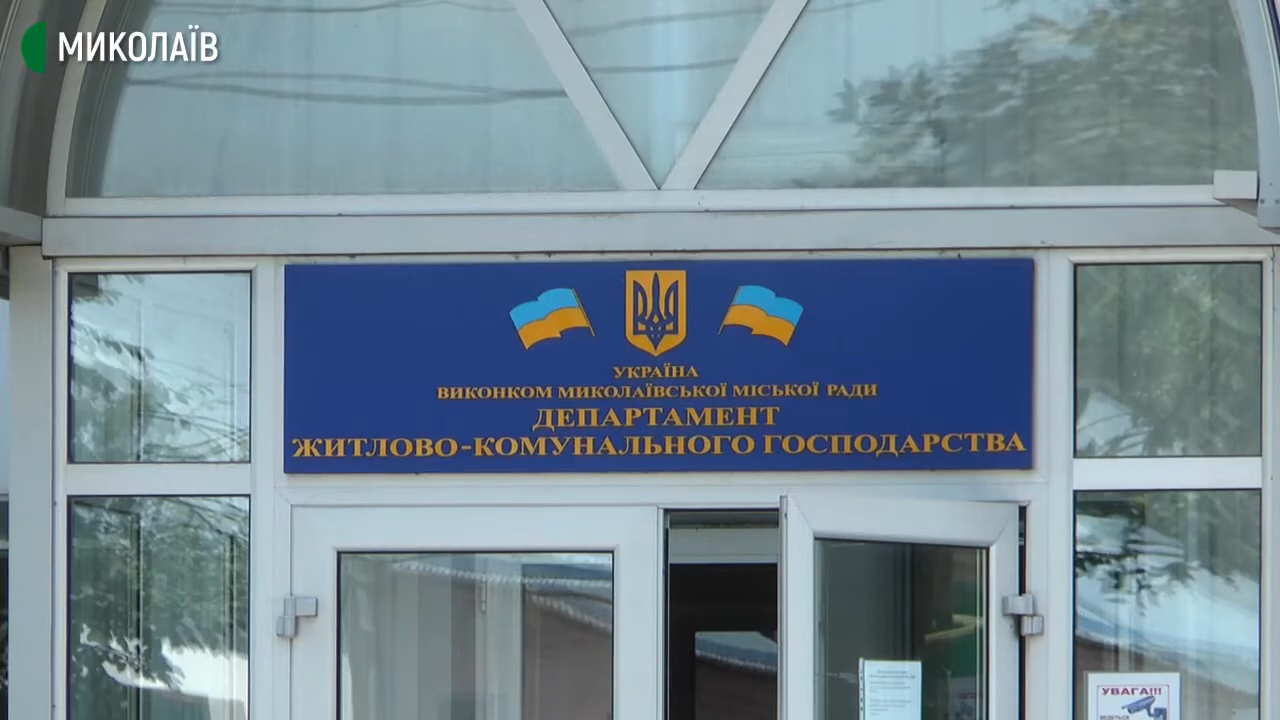 МИКОЛАЇВ
УКРАЇНА
ВИКОНКОМ МИКОЛАЇВСЬКОЇ МІСЬКОЇ РАДИ
ДЕПАРТАМЕНТ
ЖИТЛОВО-КОМУНАЛЬНОГО ГОСПОДАРСТВА
УВАГА!!!